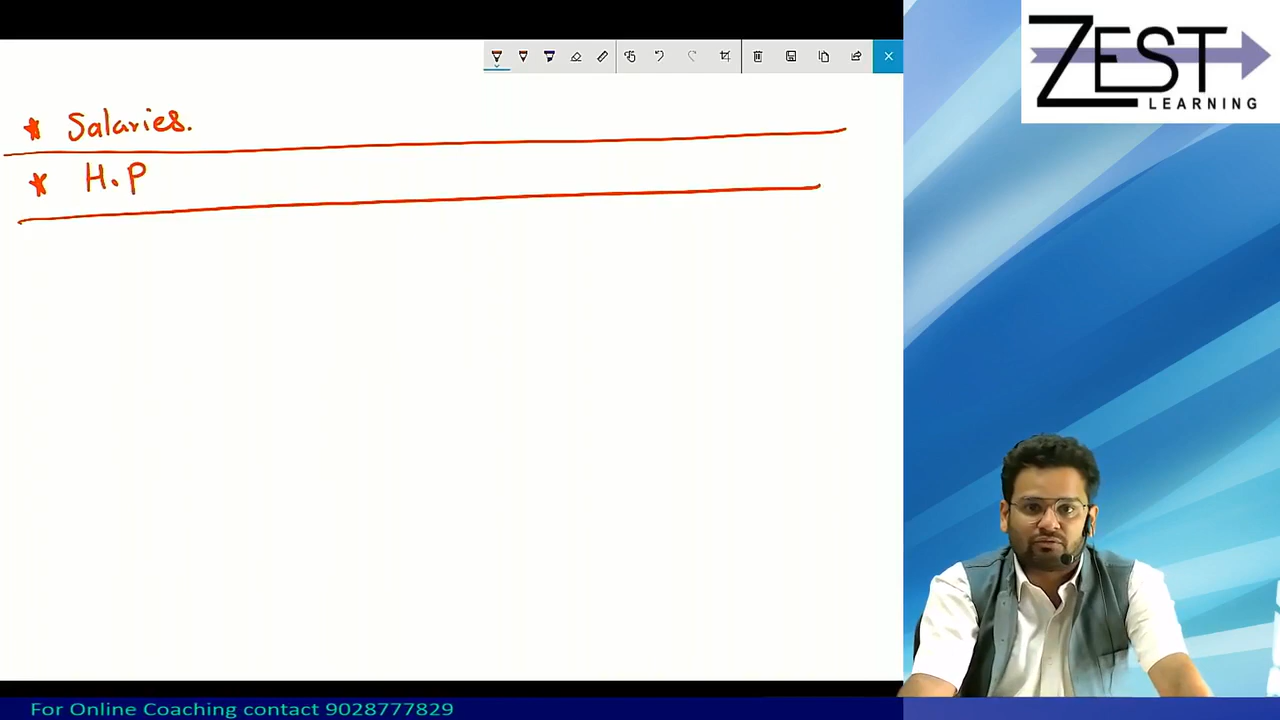 ZEST
LEARNING
★ Salaries.
★ H.P
For Online Coaching contact 9028777829